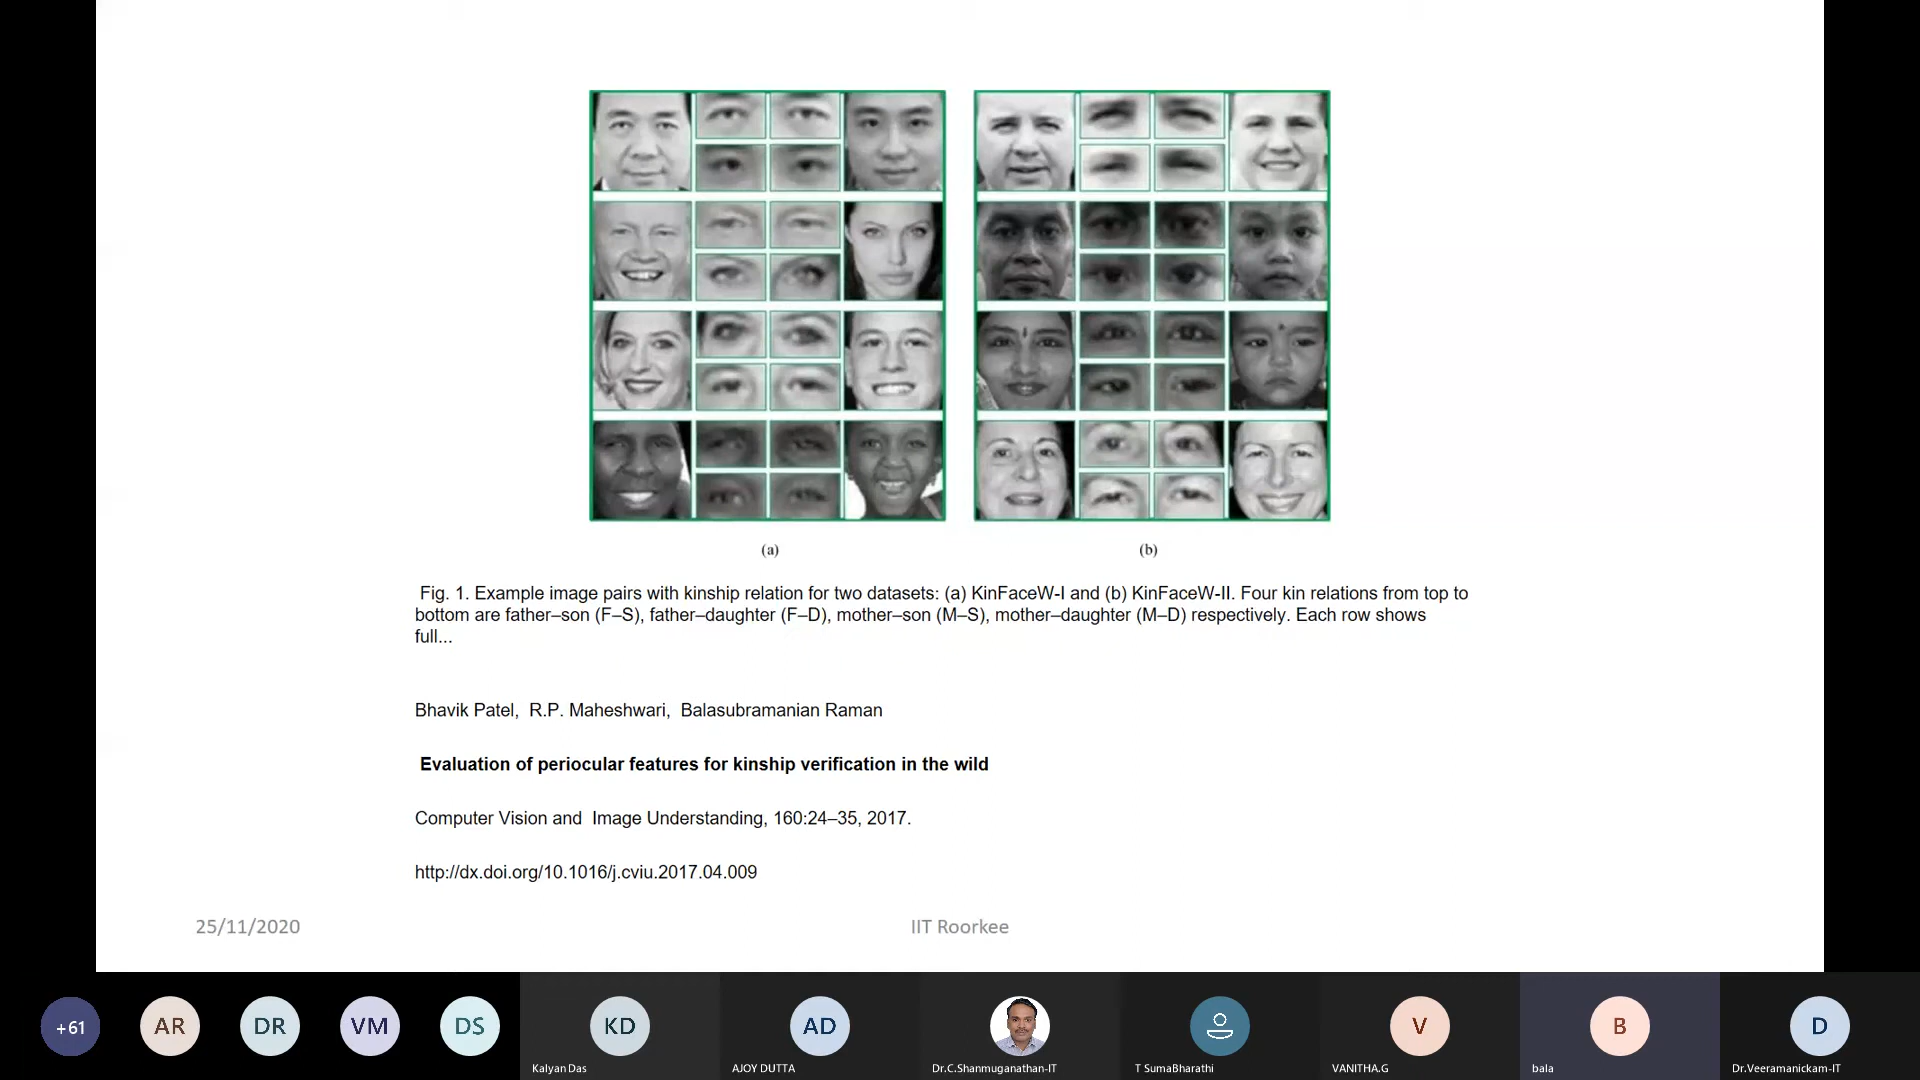 (a)
(b)
Fig. 1. Example image pairs with kinship relation for two datasets: (a) KinFaceW-I and (b) KinFaceW-II. Four kin relations from top to
bottom are father–son (F–S), father–daughter (F–D), mother–son (M–S), mother–daughter (M–D) respectively. Each row shows
full...
Bhavik Patel, R.P. Maheshwari, Balasubramanian Raman
Evaluation of periocular features for kinship verification in the wild
Computer Vision and Image Understanding, 160:24–35, 2017.
http://dx.doi.org/10.1016/j.cviu.2017.04.009
25/11/2020
IIT Roorkee
+61
AR
DR
VM
DS
KD
AD
V
B
D
Kalyan Das
AJOY DUTTA
Dr.C.Shanmuganathan-IT
T SumaBharathi
VANITHA.G
bala
Dr.Veeramanickam-IT